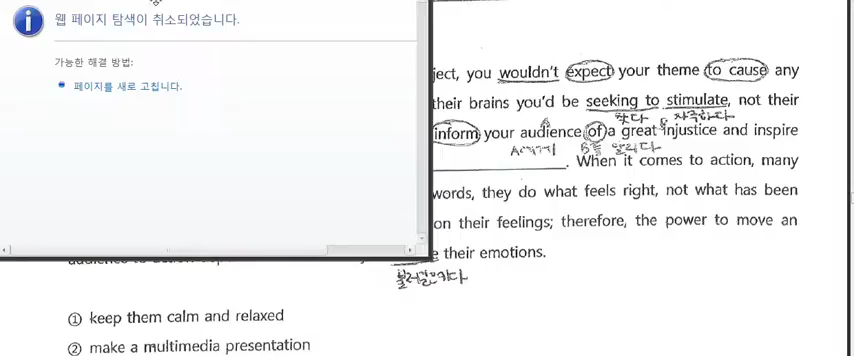 웹 페이지 탐색이 취소되었습니다.
가능한 해결 방법:
페이지를 새로 고칩니다.
ject, you wouldn't expect your theme to cause any
their brains you'd be seeking to stimulate, not their
찾다 자극하다
inform your audience of a great injustice and inspire
A에게 B를 알리다
. When it comes to action, many
words, they do what feels right, not what has been
on their feelings; therefore, the power to move an
their emotions.
불러일으키다
① keep them calm and relaxed
② make a multimedia presentation